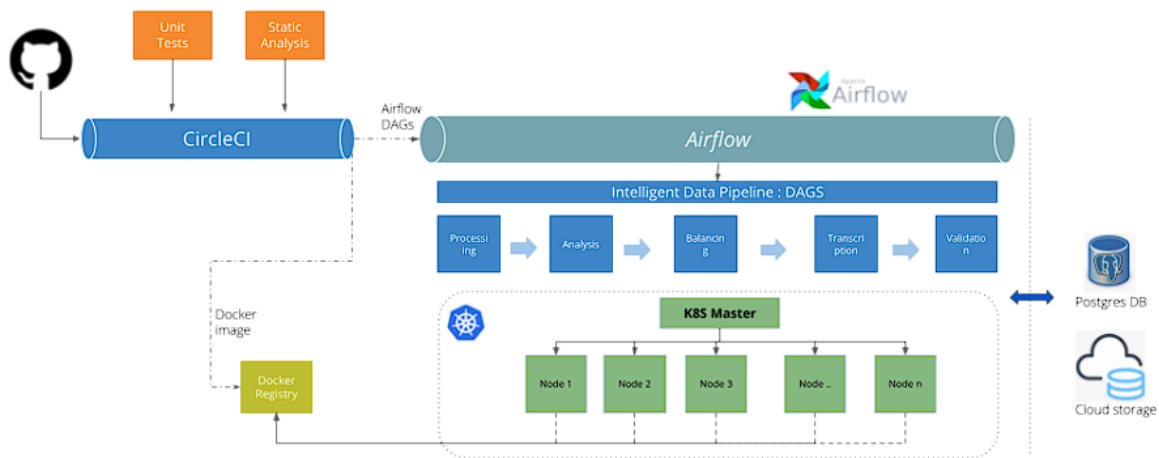 Unit
Tests
Static
Analysis
Airflow
DAGs
APACHE
Airflow
CircleCI
Airflow
Intelligent Data Pipeline : DAGS
Processi
ng
Analysis
Balancin
g
Transcri
ption
Validatio
n
K8S Master
Postgres DB
Docker
image
Docker
Registry
Node 1
Node 2
Node 3
Node ..
Node n
Cloud storage